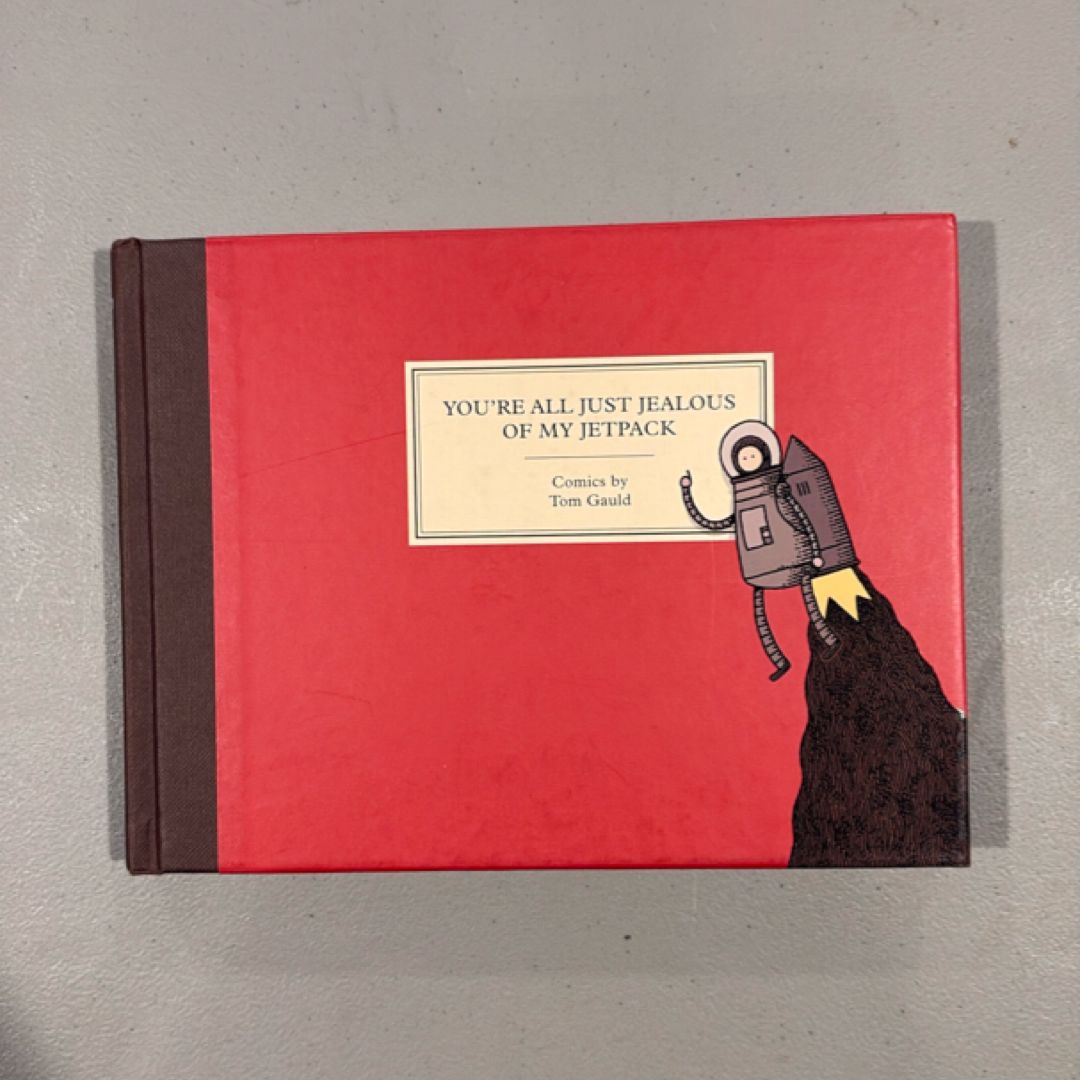 YOU'RE ALL JUST JEALOUS
OF MY JETPACK
Comics by
Tom Gauld